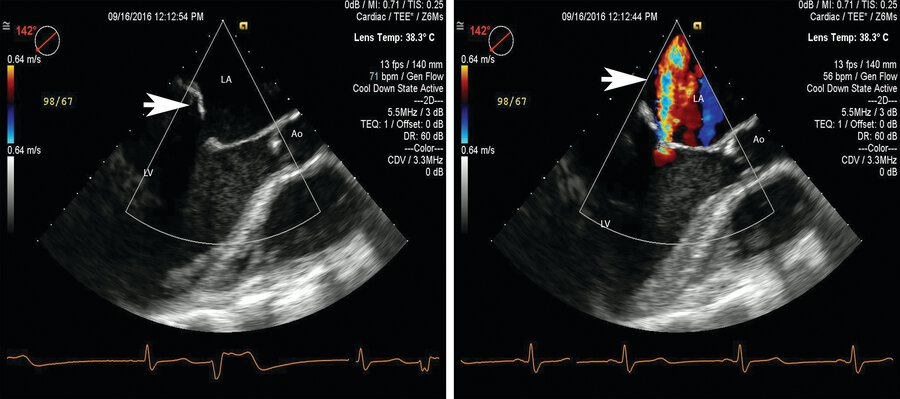 0dB / MI: 0.71 / TIS: 0.25
09/16/2016 12:12:54 PM
Cardiac / TEE* / Z6Ms
142°
Lens Temp: 38.3° C
0.64 m/s
13 fps / 140 mm
71 bpm / Gen Flow
Cool Down State Active
---2D---
5.5MHz / 3 dB
TEQ: 1 / Offset: 0 dB
DR: 60 dB
---Color---
CDV / 3.3MHz
0 dB
98/67
0.64 m/s
LA
Ao
LV
0dB / MI: 0.71 / TIS: 0.25
09/16/2016 12:12:44 PM
Cardiac / TEE* / Z6Ms
142°
Lens Temp: 38.3° C
0.64 m/s
13 fps / 140 mm
56 bpm / Gen Flow
Cool Down State Active
---2D---
5.5MHz / 3 dB
TEQ: 1 / Offset: 0 dB
DR: 60 dB
---Color---
CDV / 3.3MHz
0 dB
98/67
0.64 m/s
LA
Ao
LV